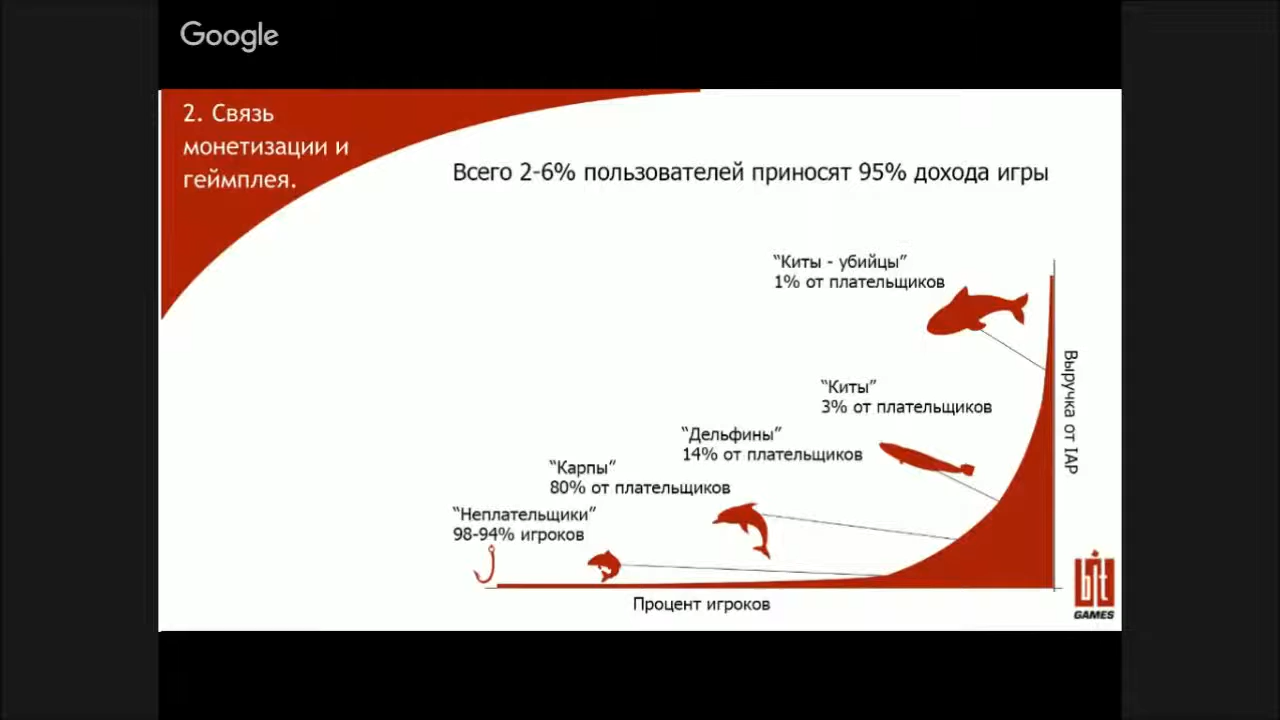 Google
2. Связь
монетизации и
геймплея.
Всего 2-6% пользователей приносят 95% дохода игры
“Киты - убийцы”
1% от плательщиков
“Киты”
3% от плательщиков
“Дельфины”
14% от плательщиков
“Карпы”
80% от плательщиков
“Неплательщики”
98-94% игроков
Выручка от IAP
Процент игроков
bit
GAMES